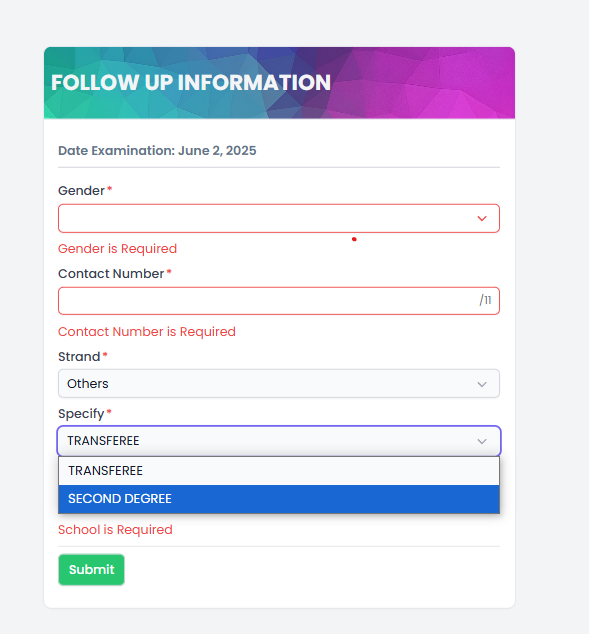 FOLLOW UP INFORMATION
Date Examination: June 2, 2025
Gender*
Gender is Required
Contact Number*
/11
Contact Number is Required
Strand*
Others
Specify*
TRANSFEREE
TRANSFEREE
SECOND DEGREE
School is Required
Submit